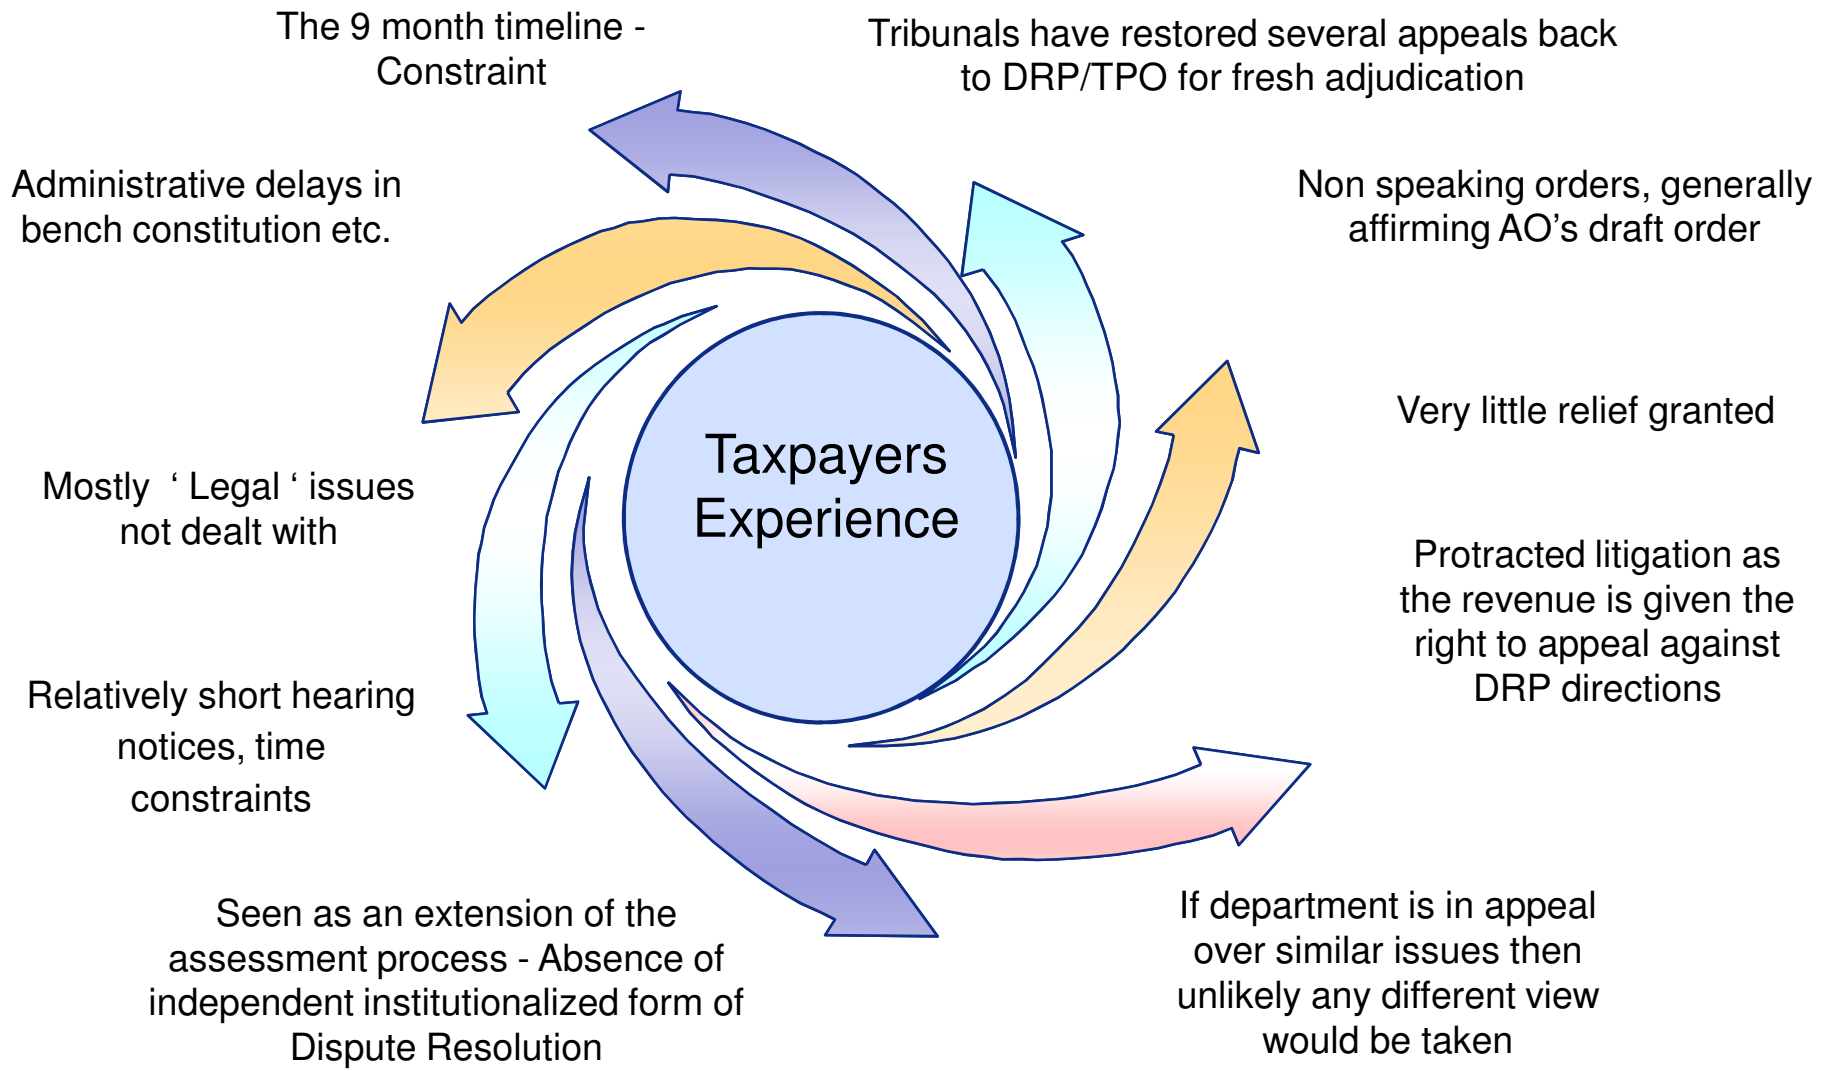 The 9 month timeline -
Constraint
Tribunals have restored several appeals back
to DRP/TPO for fresh adjudication
Administrative delays in
bench constitution etc.
Non speaking orders, generally
affirming AO’s draft order
Very little relief granted
Taxpayers
Experience
Mostly ‘ Legal ‘ issues
not dealt with
Protracted litigation as
the revenue is given the
right to appeal against
DRP directions
Relatively short hearing
notices, time
constraints
Seen as an extension of the
assessment process - Absence of
independent institutionalized form of
Dispute Resolution
If department is in appeal
over similar issues then
unlikely any different view
would be taken